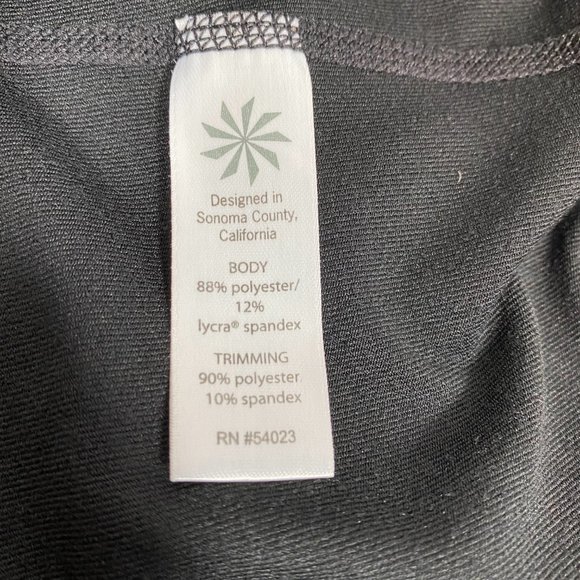 Designed in
Sonoma County,
California
BODY
88% polyester/
12%
lycra® spandex
TRIMMING
90% polyester
10% spandex
RN #54023